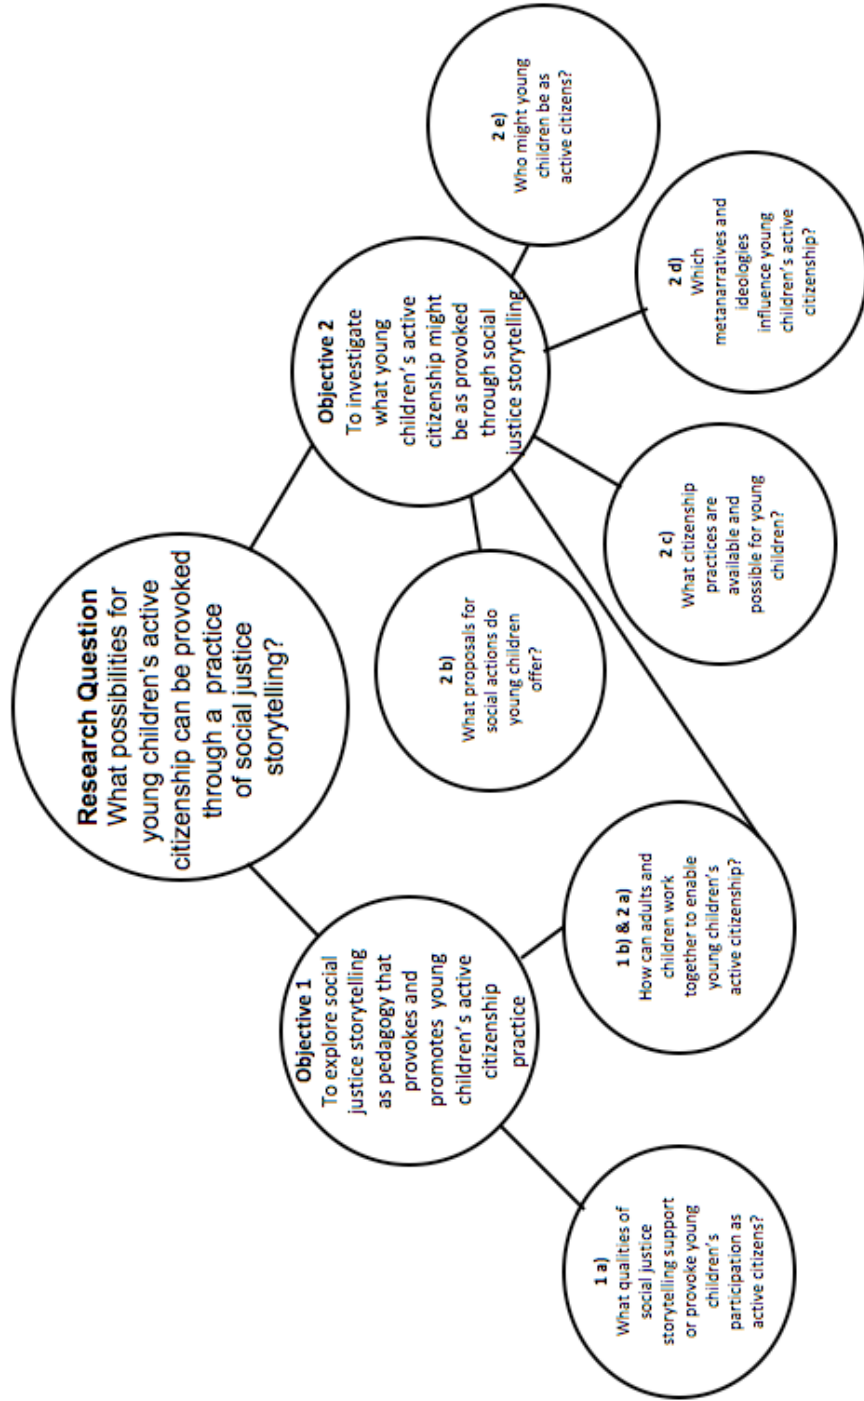 Research Question
What possibilities for
young children's active
citizenship can be provoked
through a practice
of social justice
storytelling?
Objective 1
To explore social
justice storytelling
as pedagogy that
provokes and
promotes young
children's active
citizenship
practice
Objective 2
To investigate
what young
children's active
citizenship might
be as provoked
through social
justice storytelling
1 a)
What qualities of
social justice
storytelling support
or provoke young
children's
participation as
active citizens?
1 b) & 2 a)
How can adults and
children work
together to enable
young children's
active citizenship?
2 b)
What proposals for
social actions do
young children
offer?
2 c)
What citizenship
practices are
available and
possible for young
children?
2 d)
Which
metanarratives and
ideologies
influence young
children's active
citizenship?
2 e)
Who might young
children be as
active citizens?